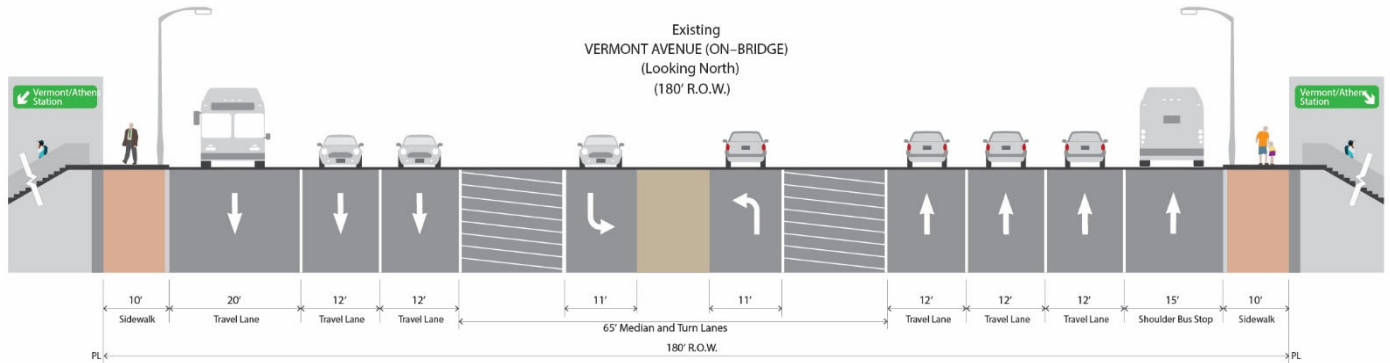 Existing
VERMONT AVENUE (ON-BRIDGE)
(Looking North)
(180' R.O.W.)
Vermont/Athens
Station
Vermont/Athens
Station
10'
20'
12'
12'
11'
11'
12'
12'
12'
15'
10'
Sidewalk
Travel Lane
Travel Lane
Travel Lane
65' Median and Turn Lanes
Travel Lane
Travel Lane
Travel Lane
Shoulder Bus Stop
Sidewalk
180' R.O.W.
PL
PL